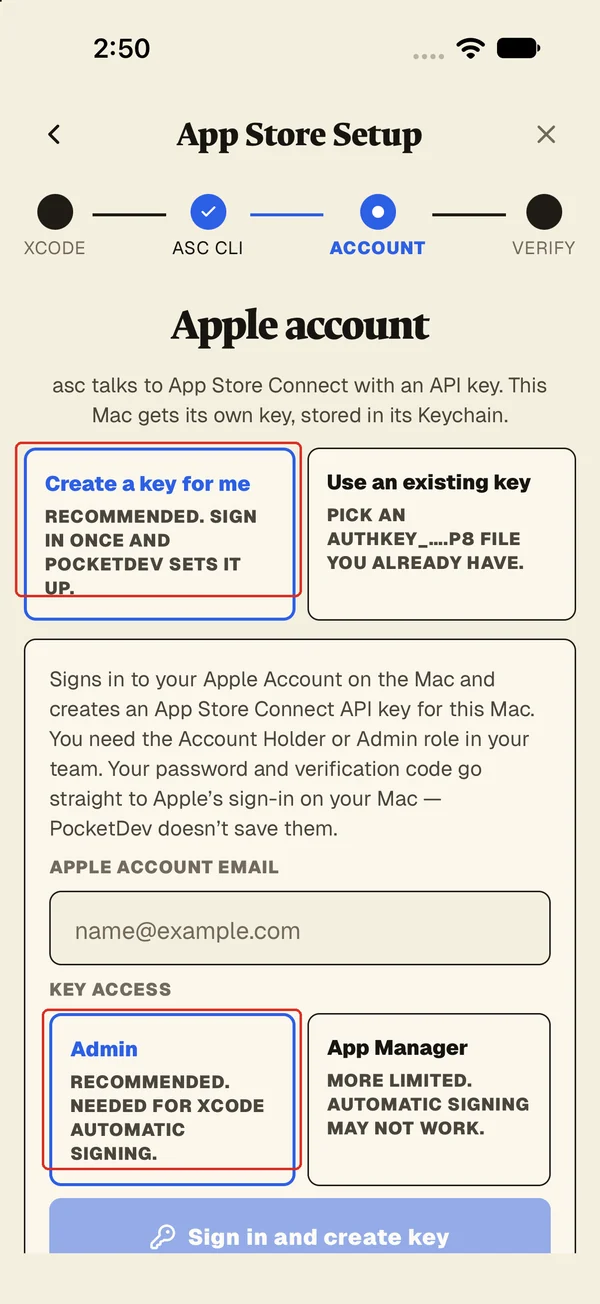 2:50
App Store Setup
XCODE
ASC CLI
ACCOUNT
VERIFY
Apple account
asc talks to App Store Connect with an API key. This
Mac gets its own key, stored in its Keychain.
Create a key for me
RECOMMENDED. SIGN
IN ONCE AND
POCKETDEV SETS IT
UP.
Use an existing key
PICK AN
AUTHKEY_....P8 FILE
YOU ALREADY HAVE.
Signs in to your Apple Account on the Mac and
creates an App Store Connect API key for this Mac.
You need the Account Holder or Admin role in your
team. Your password and verification code go
straight to Apple’s sign-in on your Mac —
PocketDev doesn’t save them.
APPLE ACCOUNT EMAIL
name@example.com
KEY ACCESS
Admin
RECOMMENDED.
NEEDED FOR XCODE
AUTOMATIC
SIGNING.
App Manager
MORE LIMITED.
AUTOMATIC SIGNING
MAY NOT WORK.
Sign in and create key